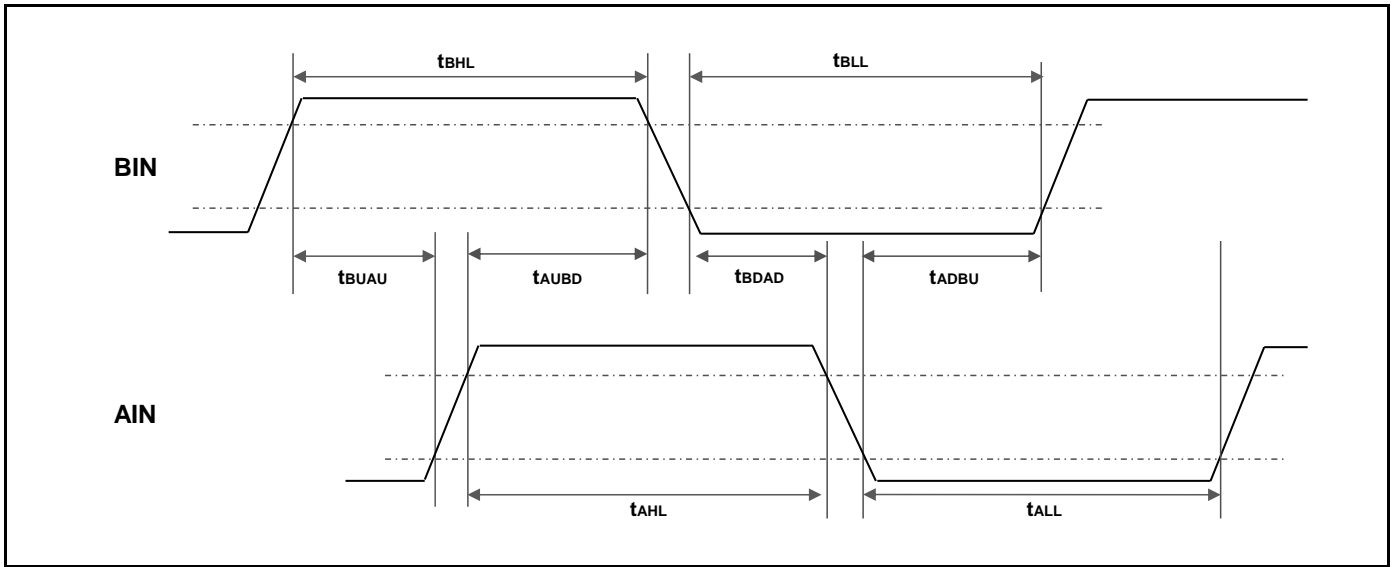 tBHL
tBLL
BIN
tBUAU
tAUBD
tBDAD
tADBU
AIN
tAHL
tALL